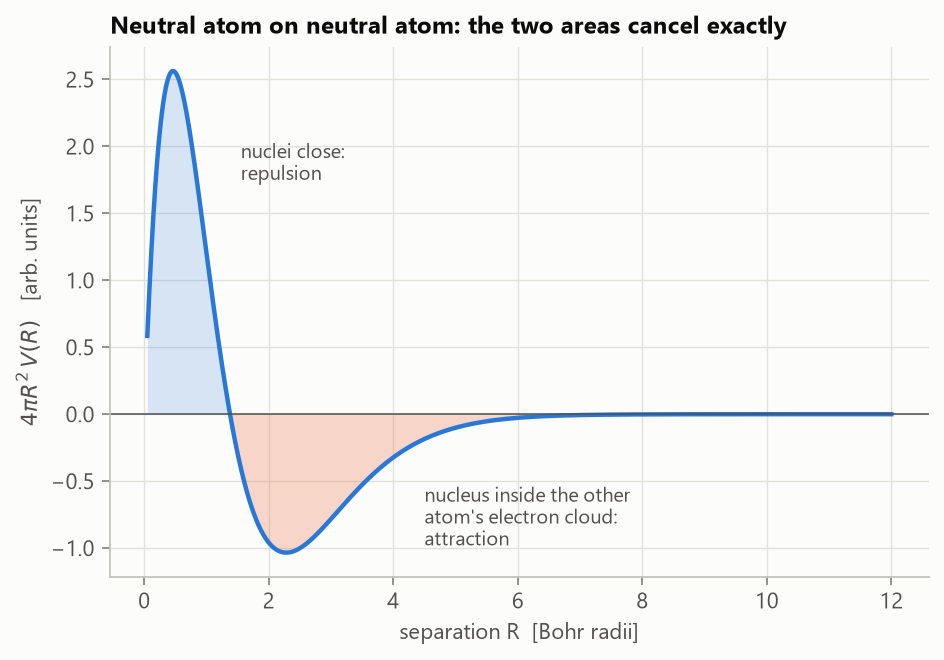 Neutral atom on neutral atom: the two areas cancel exactly
2.5
2.0
1.5
1.0
0.5
0.0
−0.5
−1.0
4πR² V(R)   [arb. units]
nuclei close:
repulsion
nucleus inside the other
atom's electron cloud:
attraction
0 2 4 6 8 10 12
separation R  [Bohr radii]